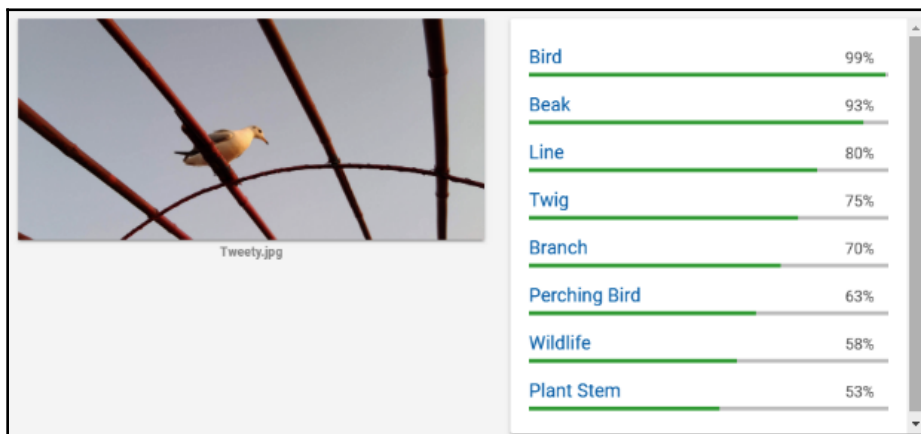 Tweety.jpg
Bird 99%
Beak 93%
Line 80%
Twig 75%
Branch 70%
Perching Bird 63%
Wildlife 58%
Plant Stem 53%